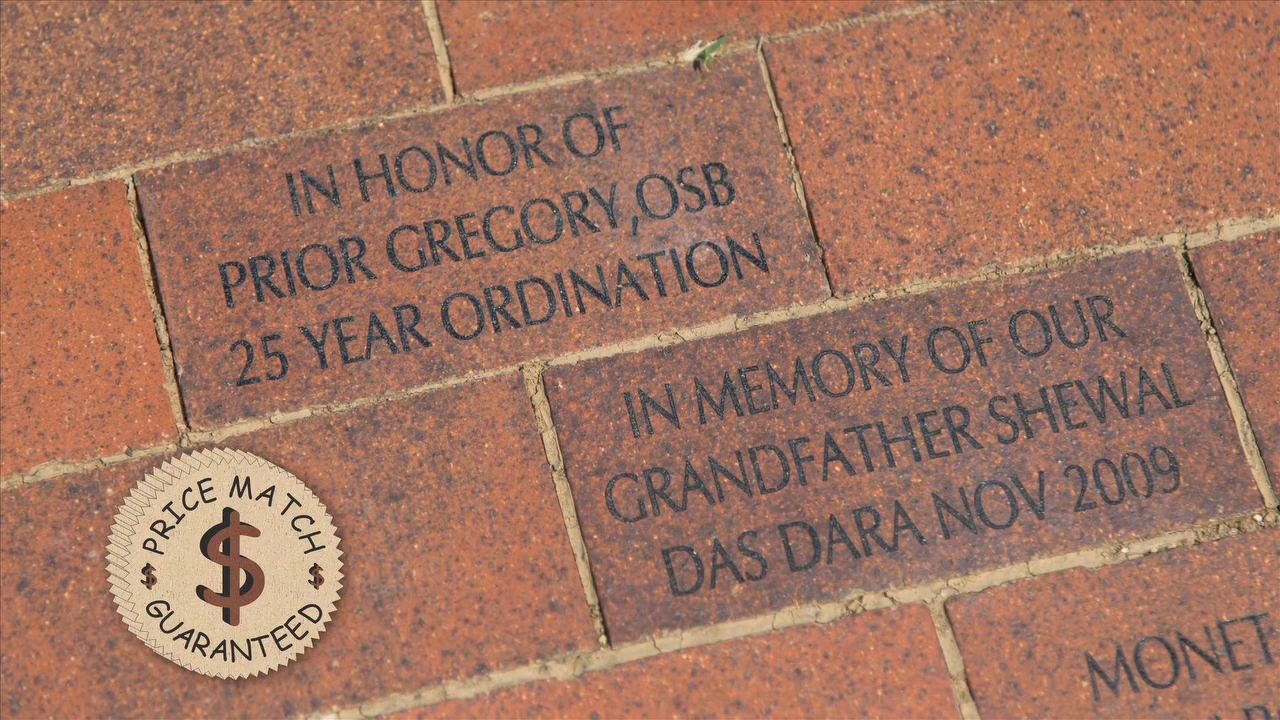 IN HONOR OF
PRIOR GREGORY, OSB
25 YEAR ORDINATION
IN MEMORY OF OUR
GRANDFATHER SHEWAL
DAS DARA NOV 2009
PRICE MATCH
$ $ $
GUARANTEED